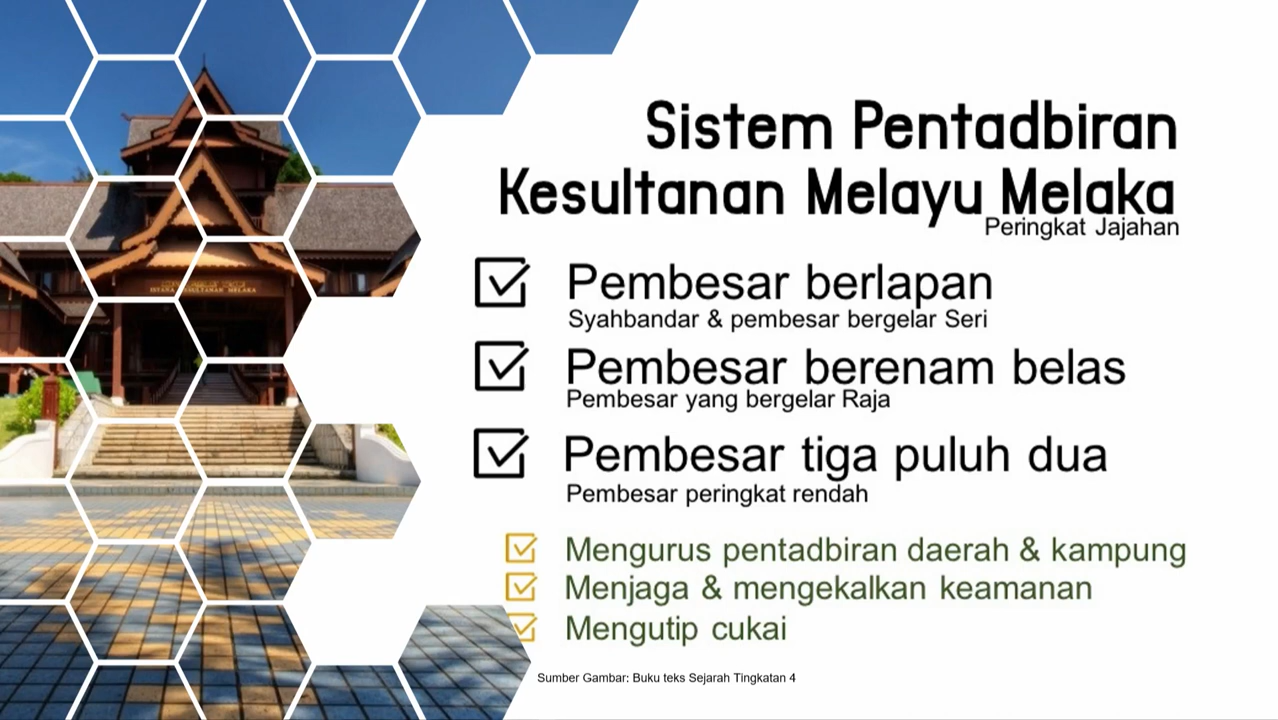 Sistem Pentadbiran
Kesultanan Melayu Melaka
Peringkat Jajahan
Pembesar berlapan
Syahbandar & pembesar bergelar Seri
Pembesar berenam belas
Pembesar yang bergelar Raja
Pembesar tiga puluh dua
Pembesar peringkat rendah
Mengurus pentadbiran daerah & kampung
Menjaga & mengekalkan keamanan
Mengutip cukai
Sumber Gambar: Buku teks Sejarah Tingkatan 4